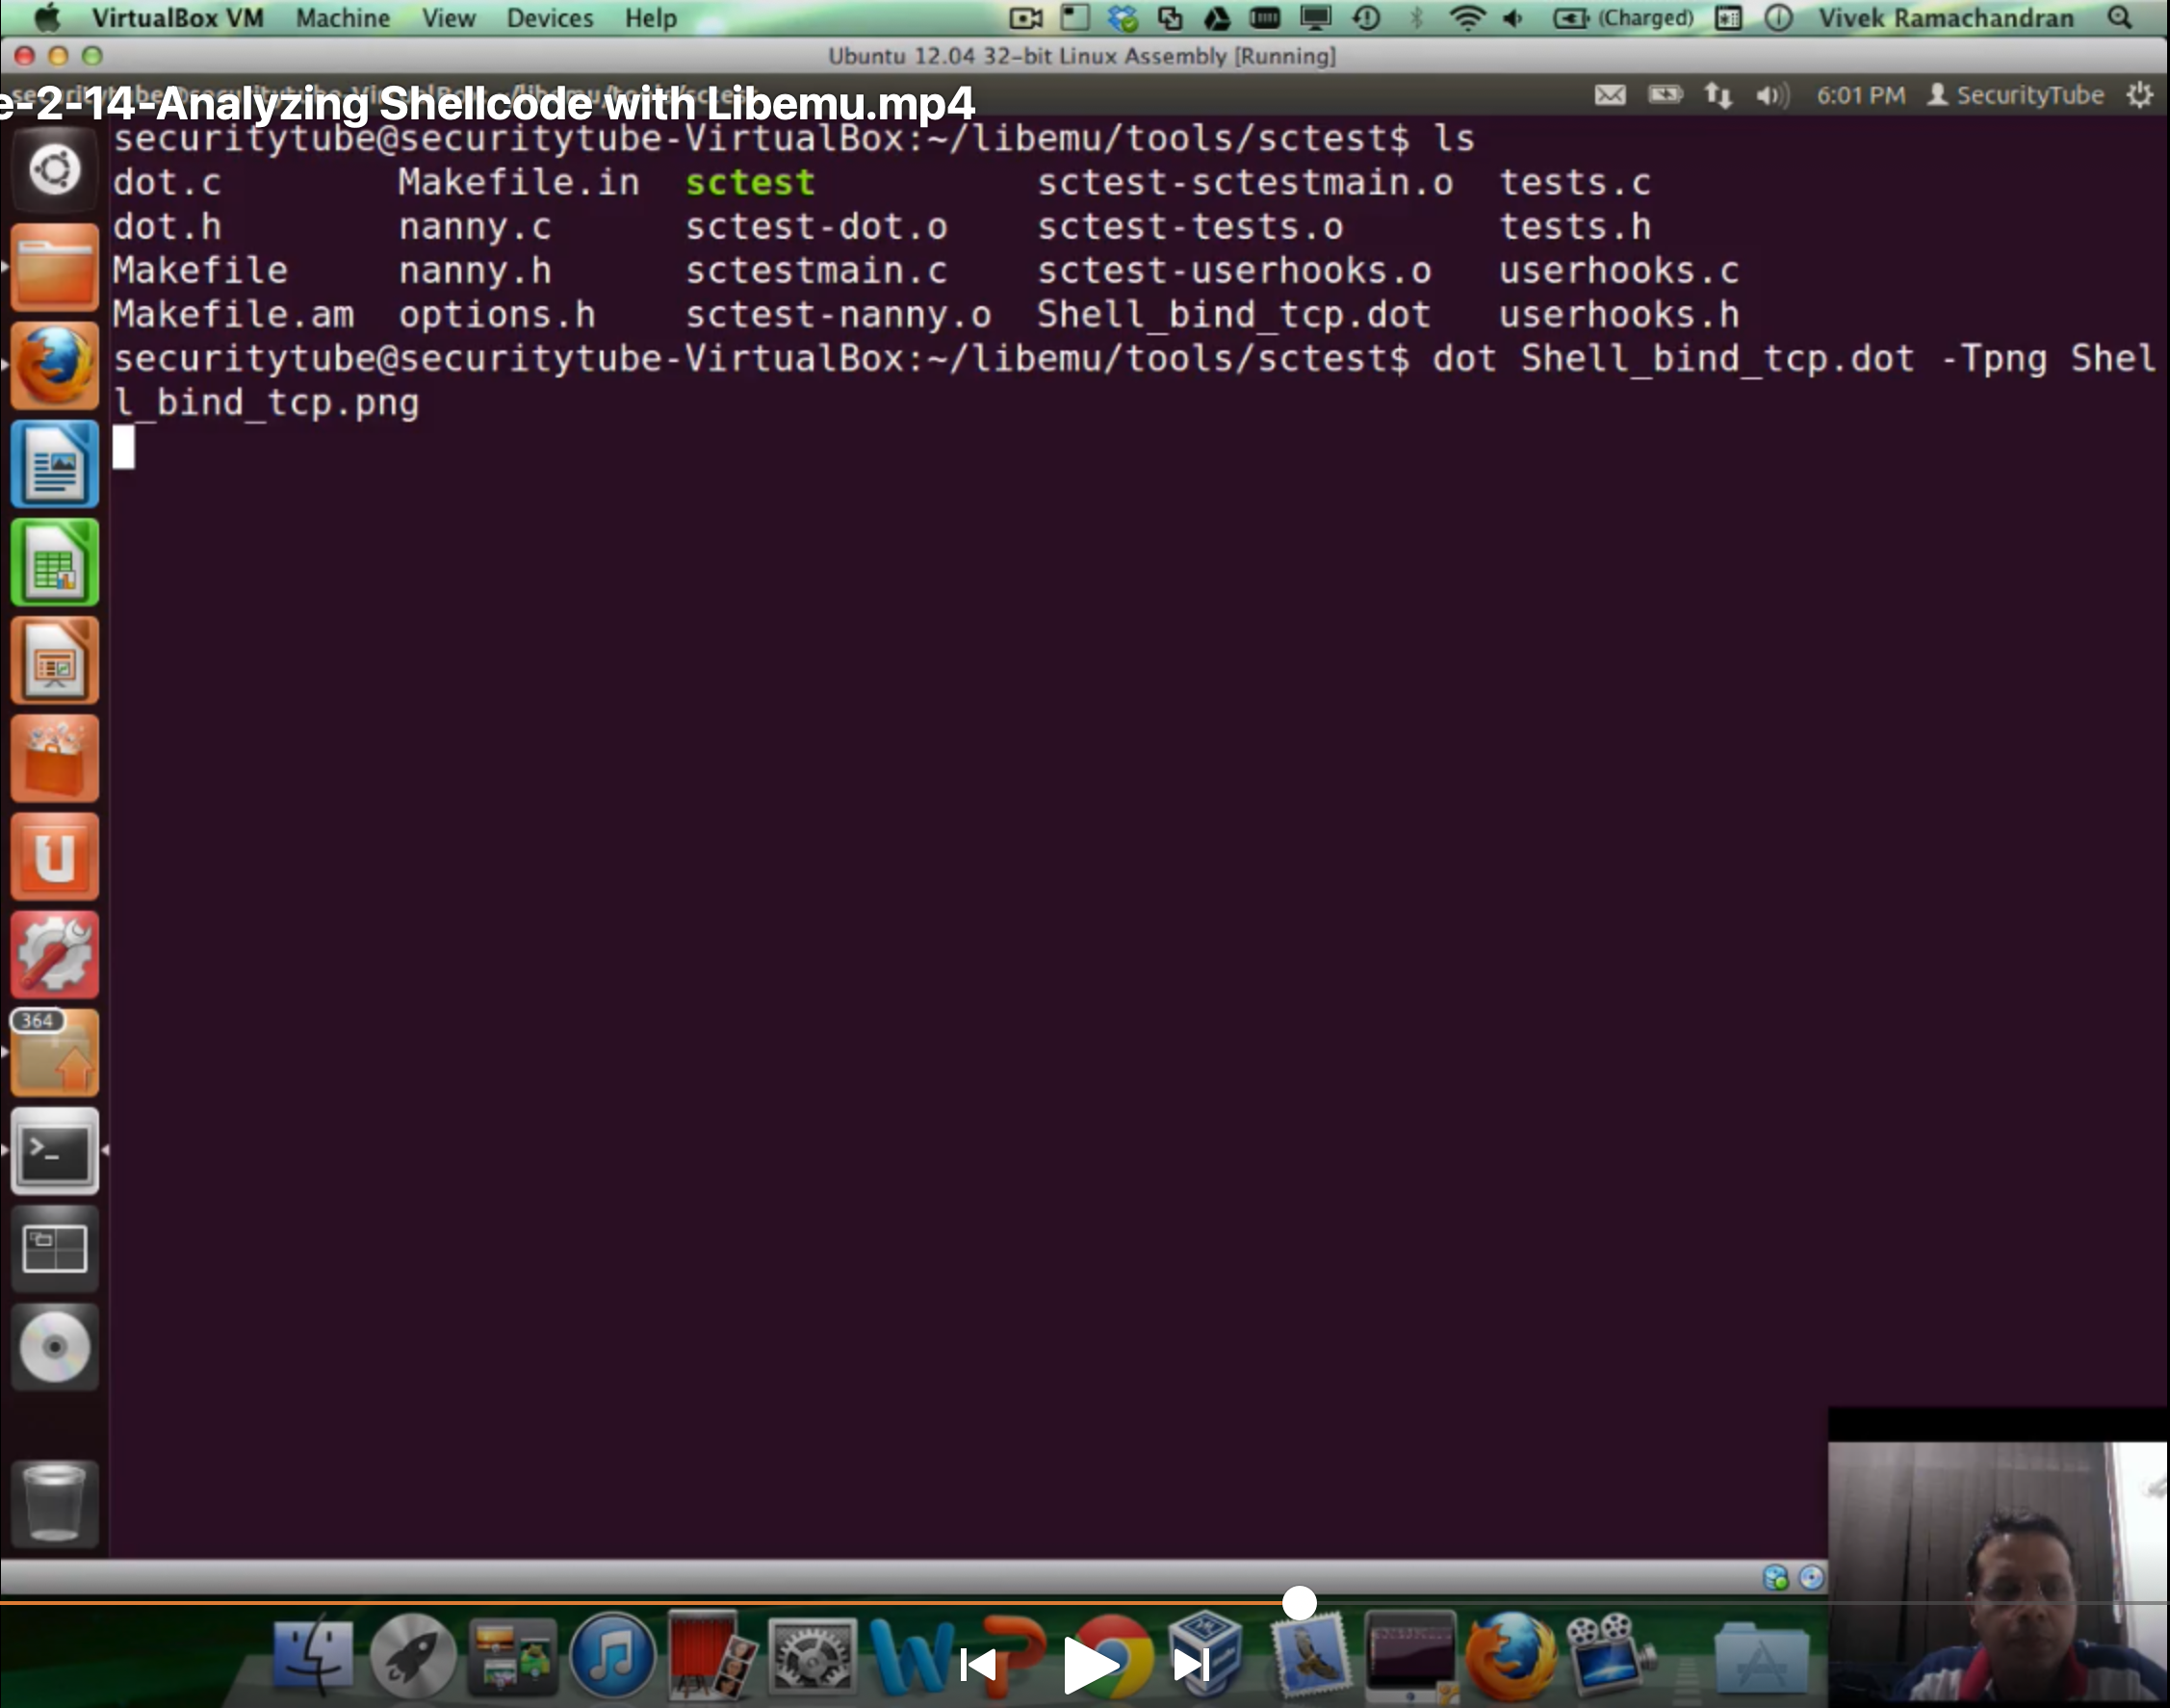 VirtualBox VM Machine View Devices Help (Charged) Vivek Ramachandran
Ubuntu 12.04 32-bit Linux Assembly [Running]
e-2-14-Analyzing Shellcode with Libemu.mp4
6:01 PM SecurityTube
securitytube@securitytube-VirtualBox:~/libemu/tools/sctest$ ls
dot.c Makefile.in sctest sctest-sctestmain.o tests.c
dot.h nanny.c sctest-dot.o sctest-tests.o tests.h
Makefile nanny.h sctestmain.c sctest-userhooks.o userhooks.c
Makefile.am options.h sctest-nanny.o Shell_bind_tcp.dot userhooks.h
securitytube@securitytube-VirtualBox:~/libemu/tools/sctest$ dot Shell_bind_tcp.dot -Tpng Shel
l_bind_tcp.png
364